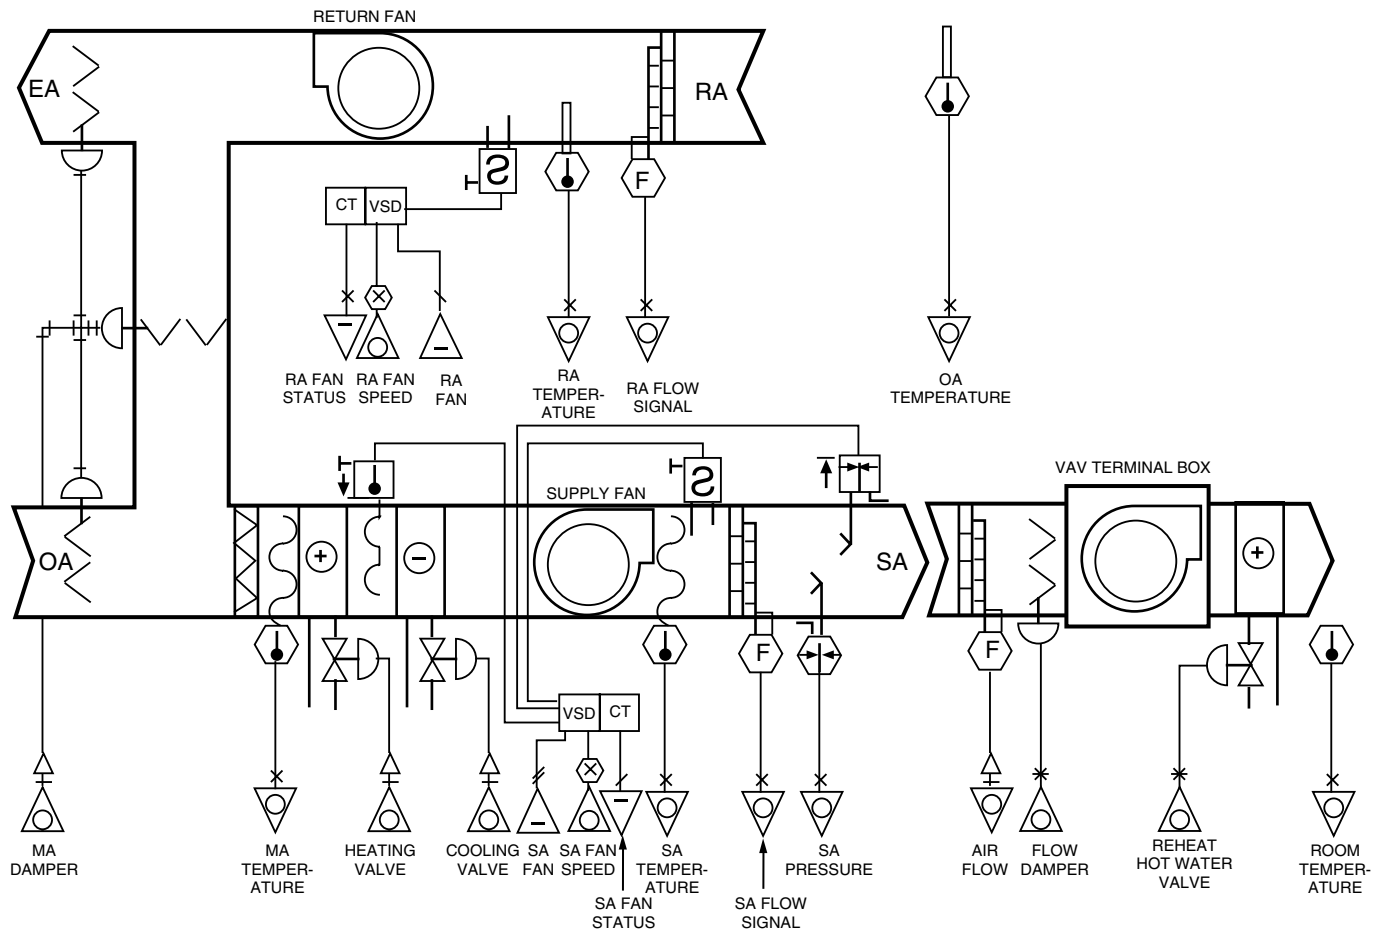 RETURN FAN
EA
RA
S
F
CT
VSD
RA FAN
STATUS
RA FAN
SPEED
RA
FAN
RA
TEMPER-
ATURE
RA FLOW
SIGNAL
OA
TEMPERATURE
SUPPLY FAN
S
VAV TERMINAL BOX
OA
+
−
SA
+
F
F
VSD
CT
MA
DAMPER
MA
TEMPER-
ATURE
HEATING
VALVE
COOLING
VALVE
SA
FAN
SA FAN
SPEED
SA FAN
STATUS
SA
TEMPER-
ATURE
SA FLOW
SIGNAL
SA
PRESSURE
AIR
FLOW
FLOW
DAMPER
REHEAT
HOT WATER
VALVE
ROOM
TEMPER-
ATURE